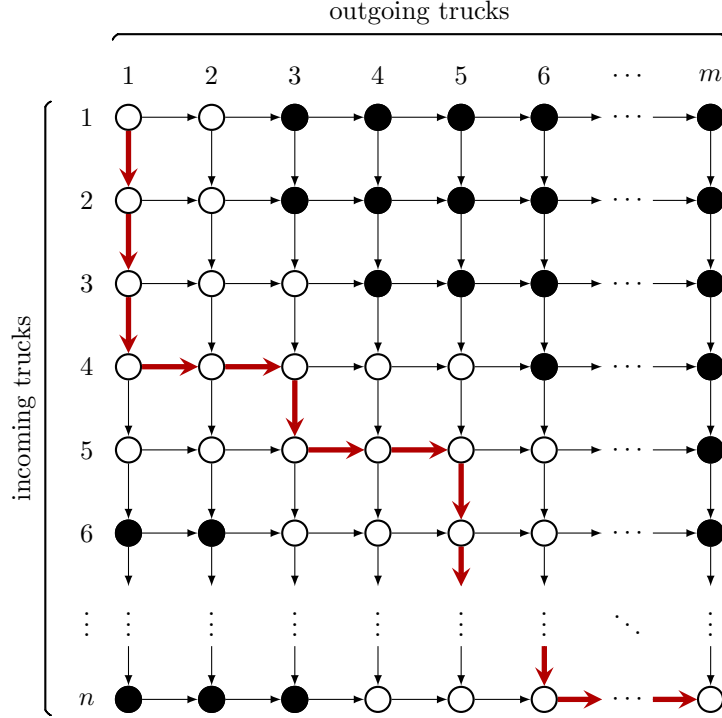 outgoing trucks
1 2 3 4 5 6 ⋯ m
incoming trucks
1 ⋯
2 ⋯
3 ⋯
4 ⋯
5 ⋯
6 ⋯
⋮ ⋮ ⋮ ⋮ ⋮ ⋮ ⋮ ⋱ ⋮
n ⋯